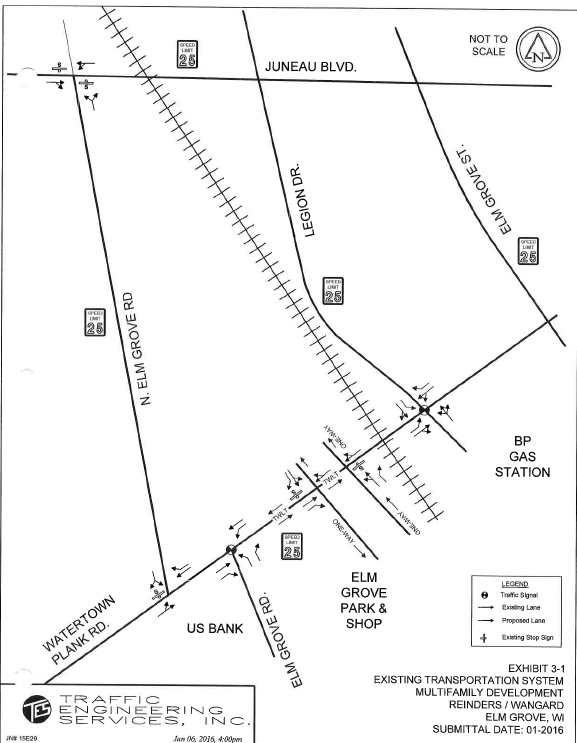 NOT TO
SCALE
N
SPEED
LIMIT
25
JUNEAU BLVD.
S
S
LEGION DR.
ELM GROVE ST.
SPEED
LIMIT
25
SPEED
LIMIT
25
SPEED
LIMIT
25
N. ELM GROVE RD
BP
GAS
STATION
ONE-WAY
TWLT
S
S
TWLT
ONE-WAY
ONE-WAY
SPEED
LIMIT
25
ELM
GROVE
PARK &
SHOP
S
WATERTOWN
PLANK RD.
US BANK
ELM GROVE RD.
LEGEND
Traffic Signal
Existing Lane
Proposed Lane
Existing Stop Sign
EXHIBIT 3-1
EXISTING TRANSPORTATION SYSTEM
MULTIFAMILY DEVELOPMENT
REINDERS / WANGARD
ELM GROVE, WI
SUBMITTAL DATE: 01-2016
TES
TRAFFIC
ENGINEERING
SERVICES, INC.
JN# 15E29
Jan 06, 2016, 4:00pm